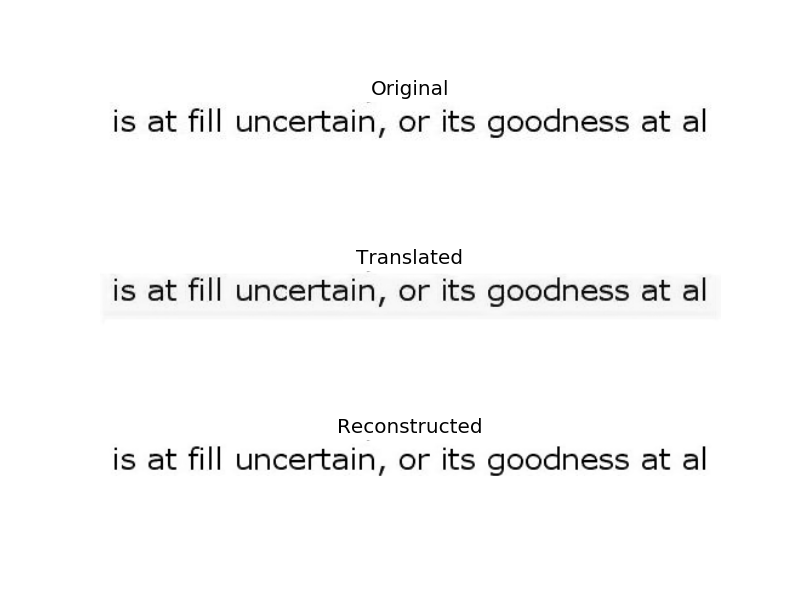 Original
is at fill uncertain, or its goodness at al
Translated
is at fill uncertain, or its goodness at al
Reconstructed
is at fill uncertain, or its goodness at al